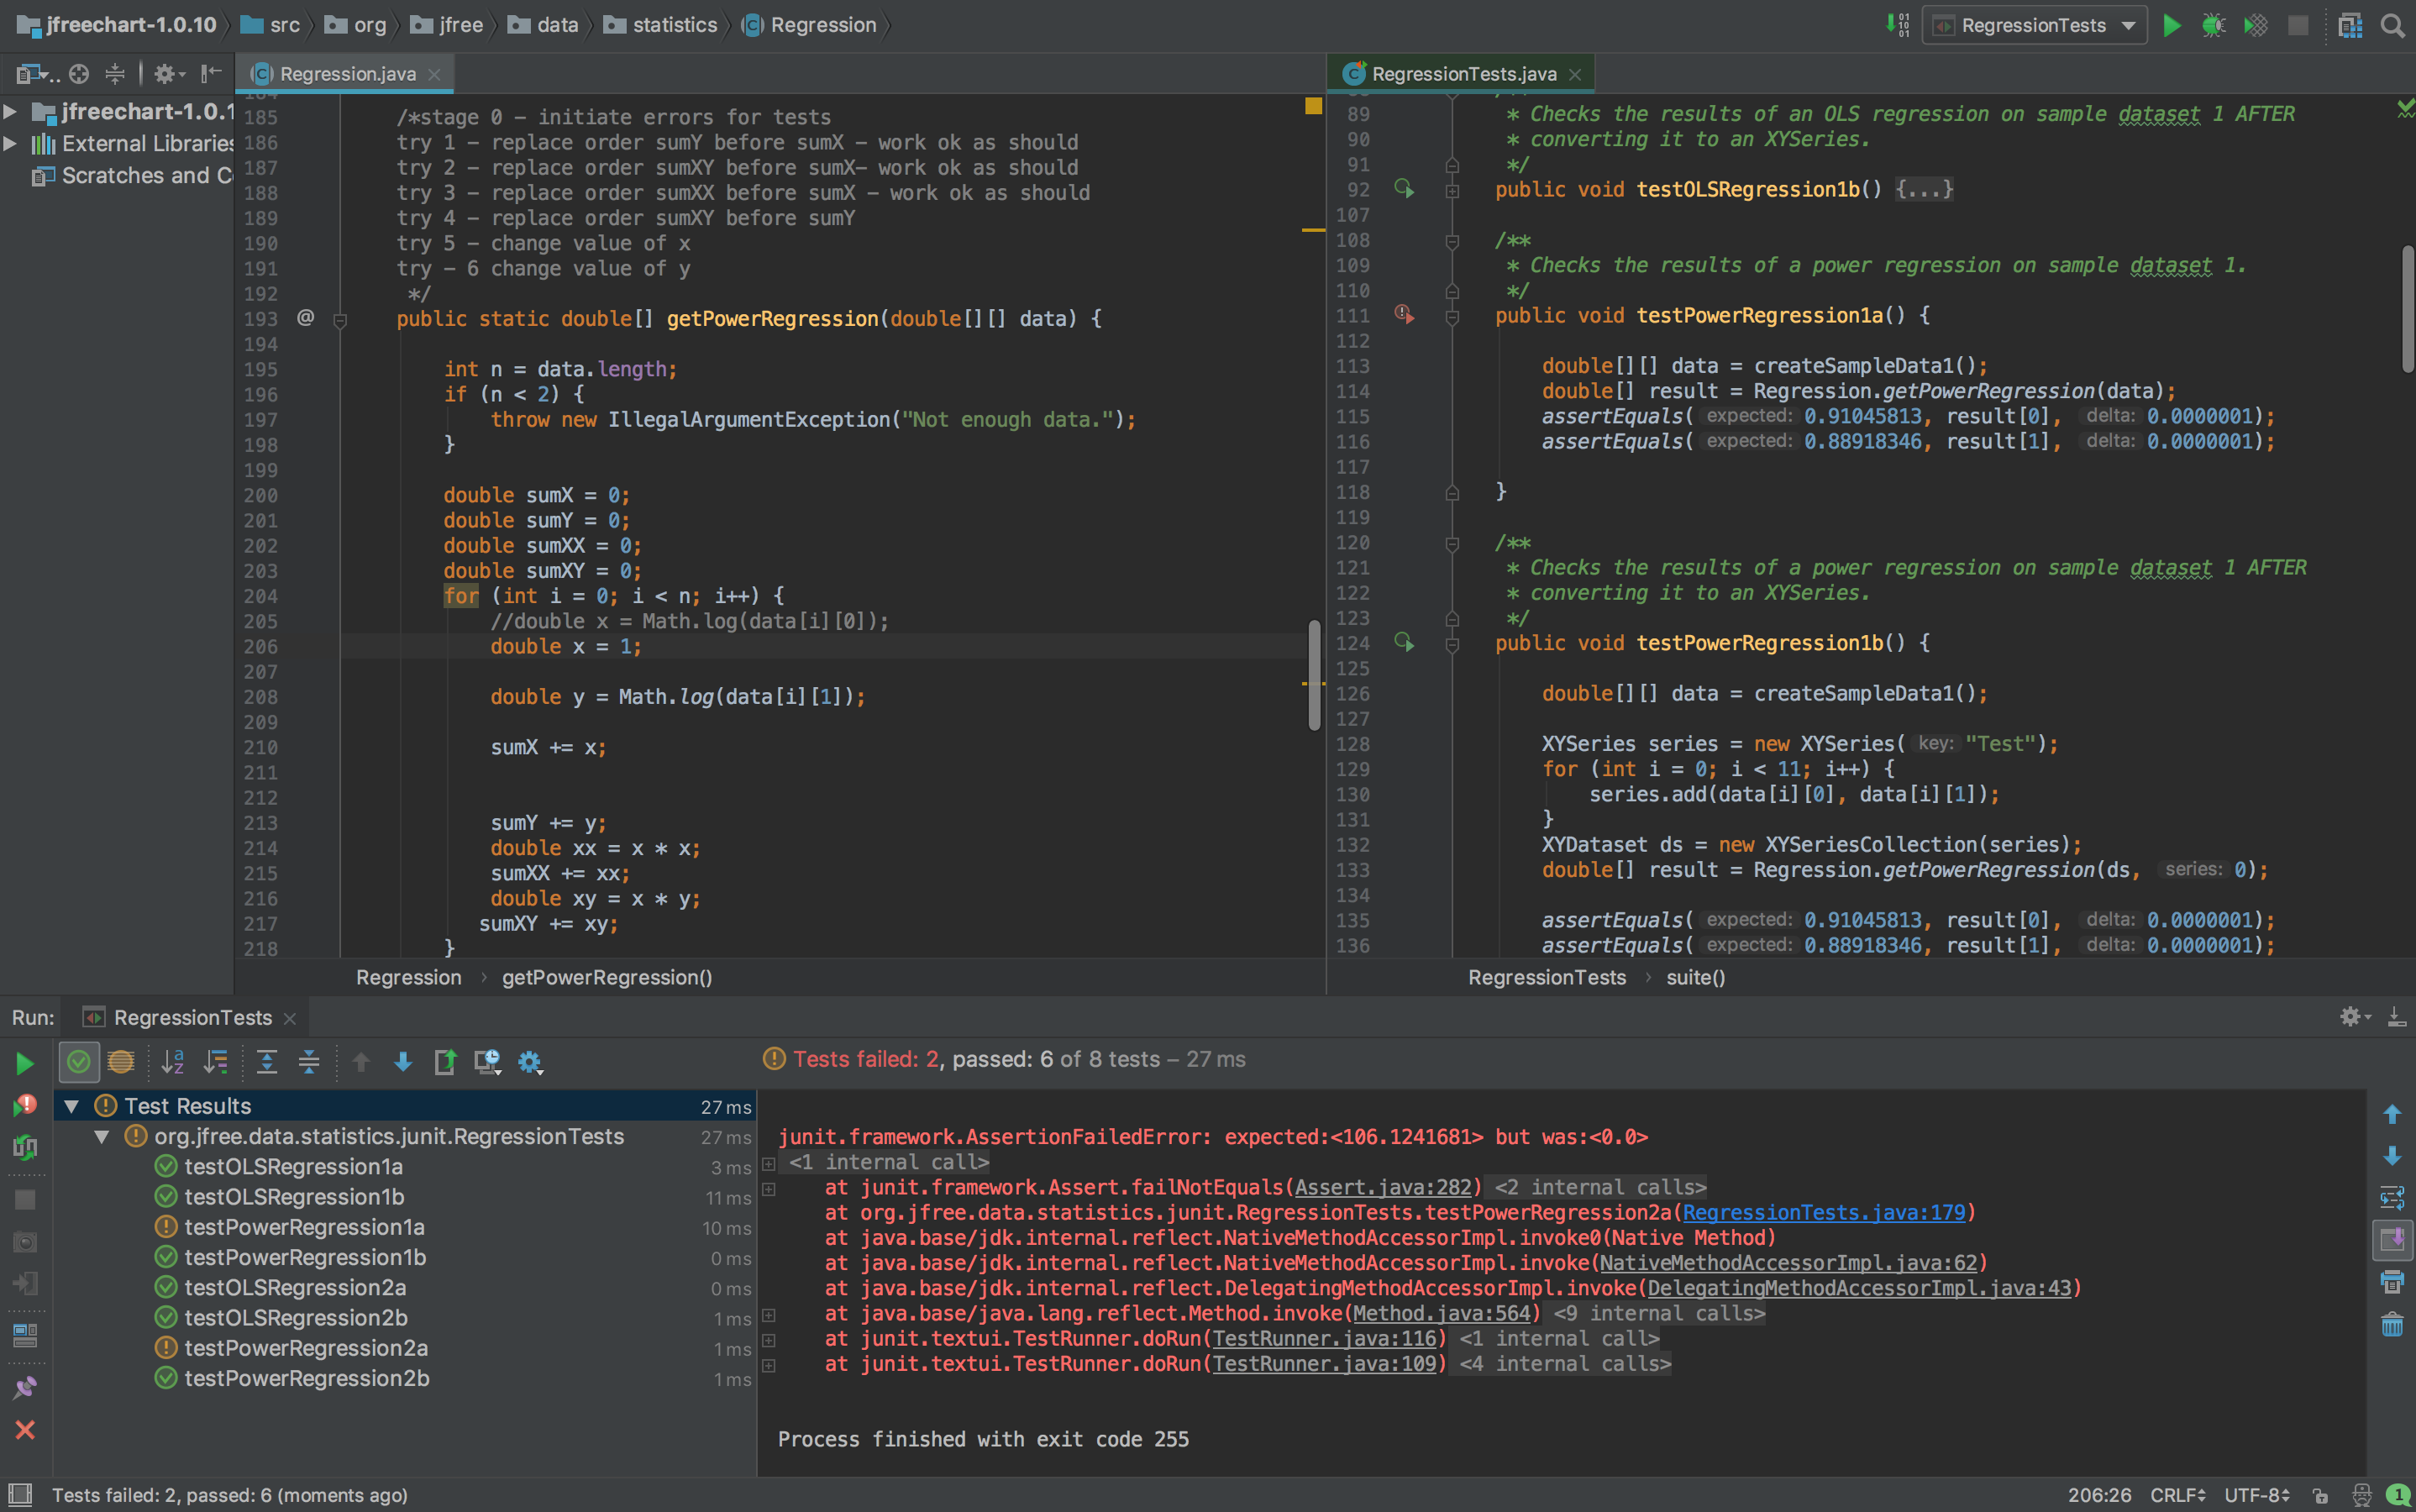 jfreechart-1.0.10 src org jfree data statistics Regression
RegressionTests
Regression.java
RegressionTests.java
jfreechart-1.0.1
External Libraries
Scratches and C
185 /*stage 0 - initiate errors for tests
186 try 1 - replace order sumY before sumX - work ok as should
187 try 2 - replace order sumXY before sumX- work ok as should
188 try 3 - replace order sumXX before sumX - work ok as should
189 try 4 - replace order sumXY before sumY
190 try 5 - change value of x
191 try - 6 change value of y
192 */
193 @ public static double[] getPowerRegression(double[][] data) {
194
195 int n = data.length;
196 if (n < 2) {
197 throw new IllegalArgumentException("Not enough data.");
198 }
199
200 double sumX = 0;
201 double sumY = 0;
202 double sumXX = 0;
203 double sumXY = 0;
204 for (int i = 0; i < n; i++) {
205 //double x = Math.log(data[i][0]);
206 double x = 1;
207
208 double y = Math.log(data[i][1]);
209
210 sumX += x;
211
212
213 sumY += y;
214 double xx = x * x;
215 sumXX += xx;
216 double xy = x * y;
217 sumXY += xy;
218 }
Regression › getPowerRegression()
89 * Checks the results of an OLS regression on sample dataset 1 AFTER
90 * converting it to an XYSeries.
91 */
92 public void testOLSRegression1b() {...}
107
108 /**
109 * Checks the results of a power regression on sample dataset 1.
110 */
111 public void testPowerRegression1a() {
112
113 double[][] data = createSampleData1();
114 double[] result = Regression.getPowerRegression(data);
115 assertEquals( expected: 0.91045813, result[0], delta: 0.0000001);
116 assertEquals( expected: 0.88918346, result[1], delta: 0.0000001);
117
118 }
119
120 /**
121 * Checks the results of a power regression on sample dataset 1 AFTER
122 * converting it to an XYSeries.
123 */
124 public void testPowerRegression1b() {
125
126 double[][] data = createSampleData1();
127
128 XYSeries series = new XYSeries( key: "Test");
129 for (int i = 0; i < 11; i++) {
130 series.add(data[i][0], data[i][1]);
131 }
132 XYDataset ds = new XYSeriesCollection(series);
133 double[] result = Regression.getPowerRegression(ds, series: 0);
134
135 assertEquals( expected: 0.91045813, result[0], delta: 0.0000001);
136 assertEquals( expected: 0.88918346, result[1], delta: 0.0000001);
RegressionTests › suite()
Run: RegressionTests
Tests failed: 2, passed: 6 of 8 tests – 27 ms
Test Results 27 ms
org.jfree.data.statistics.junit.RegressionTests 27 ms
testOLSRegression1a 3 ms
testOLSRegression1b 11 ms
testPowerRegression1a 10 ms
testPowerRegression1b 0 ms
testOLSRegression2a 0 ms
testOLSRegression2b 1 ms
testPowerRegression2a 1 ms
testPowerRegression2b 1 ms
junit.framework.AssertionFailedError: expected:<106.1241681> but was:<0.0>
<1 internal call>
at junit.framework.Assert.failNotEquals(Assert.java:282) <2 internal calls>
at org.jfree.data.statistics.junit.RegressionTests.testPowerRegression2a(RegressionTests.java:179)
at java.base/jdk.internal.reflect.NativeMethodAccessorImpl.invoke0(Native Method)
at java.base/jdk.internal.reflect.NativeMethodAccessorImpl.invoke(NativeMethodAccessorImpl.java:62)
at java.base/jdk.internal.reflect.DelegatingMethodAccessorImpl.invoke(DelegatingMethodAccessorImpl.java:43)
at java.base/java.lang.reflect.Method.invoke(Method.java:564) <9 internal calls>
at junit.textui.TestRunner.doRun(TestRunner.java:116) <1 internal call>
at junit.textui.TestRunner.doRun(TestRunner.java:109) <4 internal calls>
Process finished with exit code 255
Tests failed: 2, passed: 6 (moments ago)
206:26 CRLF UTF-8 1